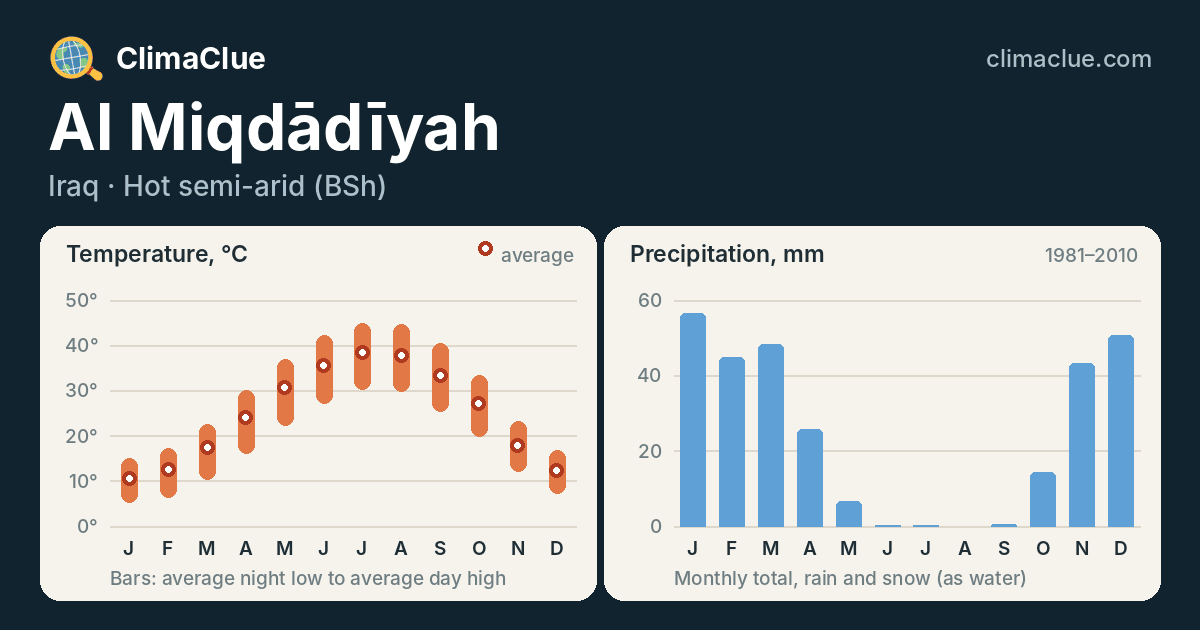 ClimaClue
climaclue.com
Al Miqdādīyah
Iraq · Hot semi-arid (BSh)
Temperature, °C
average
50°
40°
30°
20°
10°
0°
J F M A M J J A S O N D
Bars: average night low to average day high
Precipitation, mm
1981–2010
60
40
20
0
J F M A M J J A S O N D
Monthly total, rain and snow (as water)